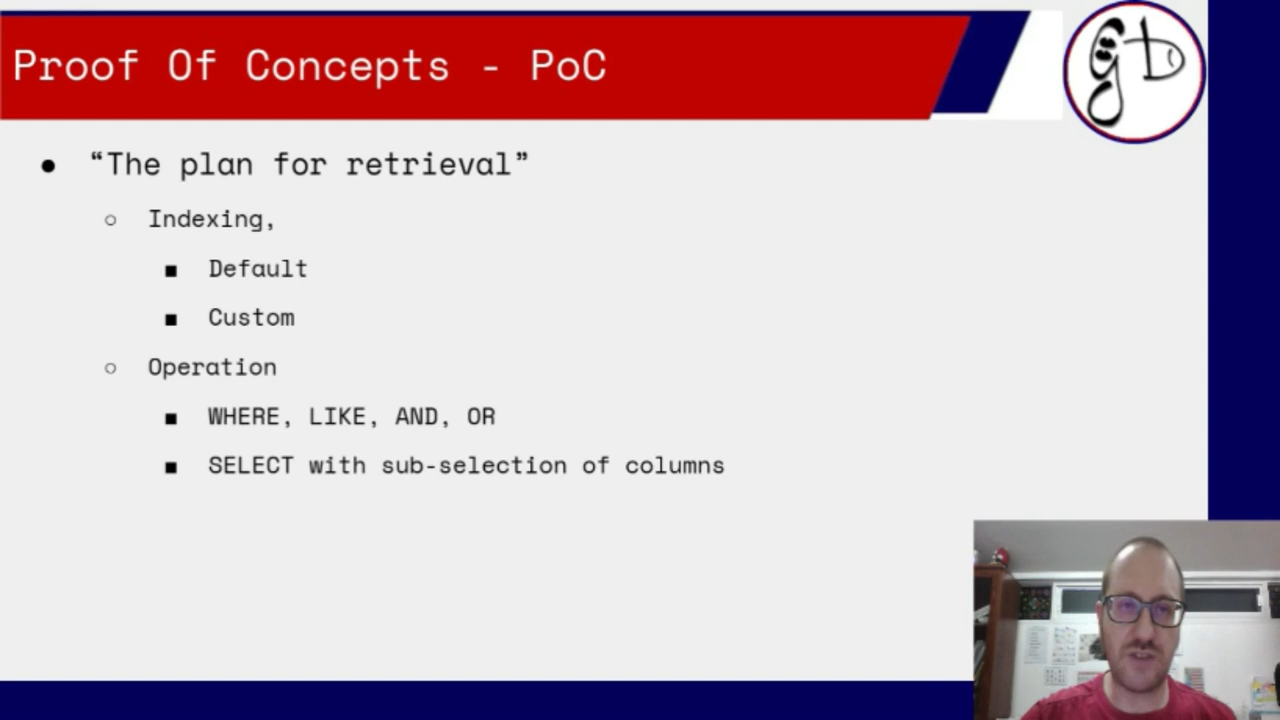 Proof Of Concepts - PoC
● “The plan for retrieval”
○ Indexing,
■ Default
■ Custom
○ Operation
■ WHERE, LIKE, AND, OR
■ SELECT with sub-selection of columns